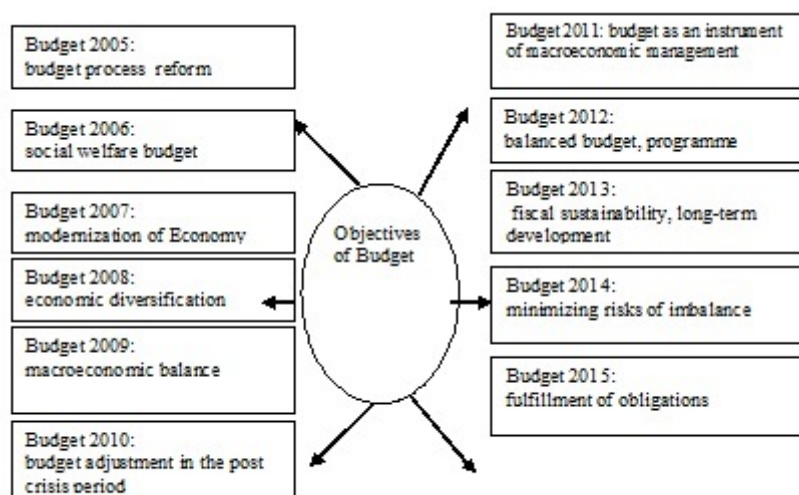 Budget 2005:
budget process reform
Budget 2006:
social welfare budget
Budget 2007:
modernization of Economy
Budget 2008:
economic diversification
Budget 2009:
macroeconomic balance
Budget 2010:
budget adjustment in the post
crisis period
Objectives
of Budget
Budget 2011: budget as an instrument
of macroeconomic management
Budget 2012:
balanced budget, programme
Budget 2013:
fiscal sustainability, long-term
development
Budget 2014:
minimizing risks of imbalance
Budget 2015:
fulfillment of obligations